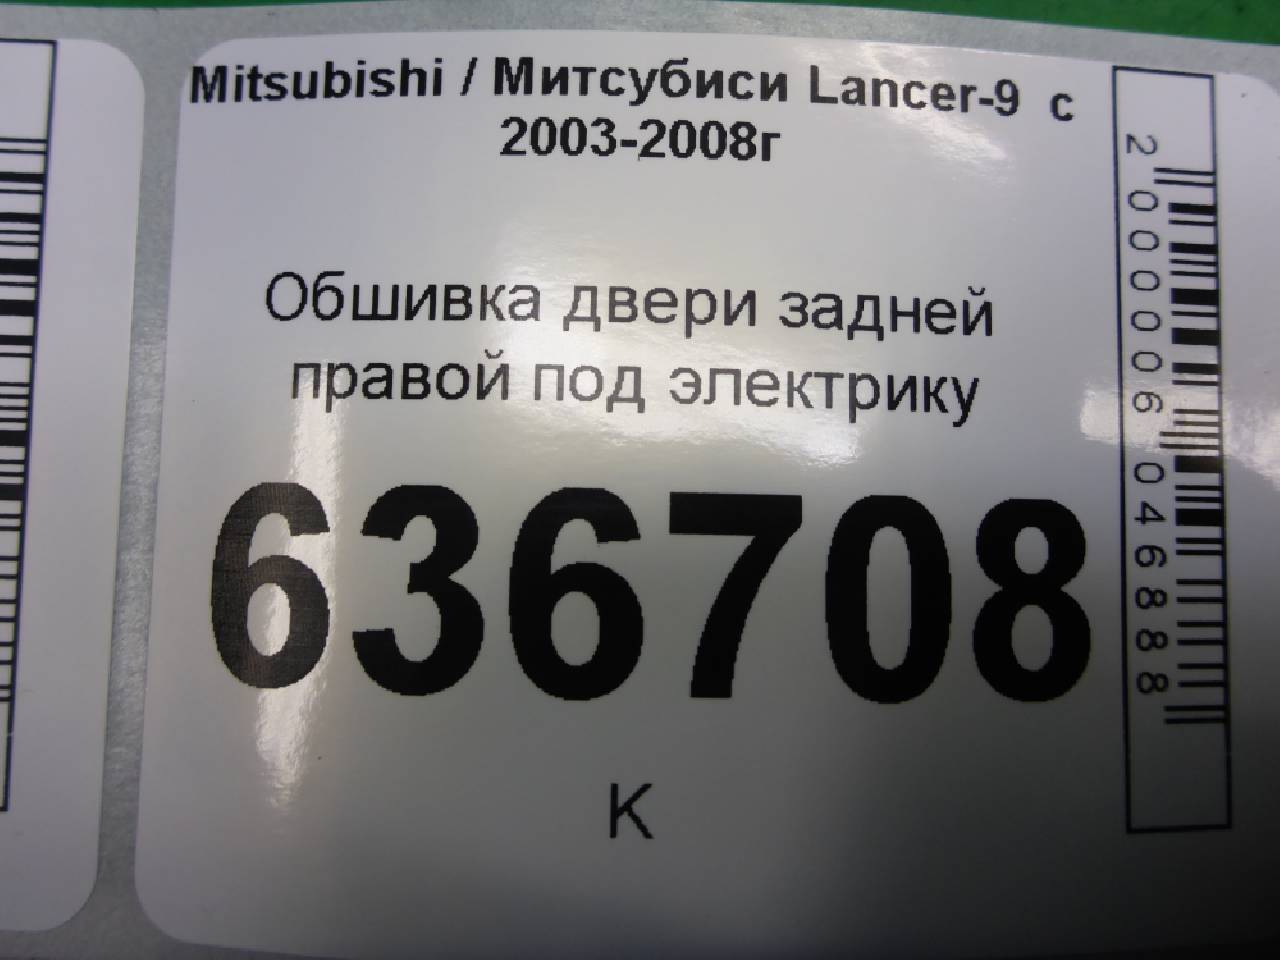 Mitsubishi / Митсубиси Lancer-9 с
2003-2008г
Обшивка двери задней
правой под электрику
636708
К
2000006046888